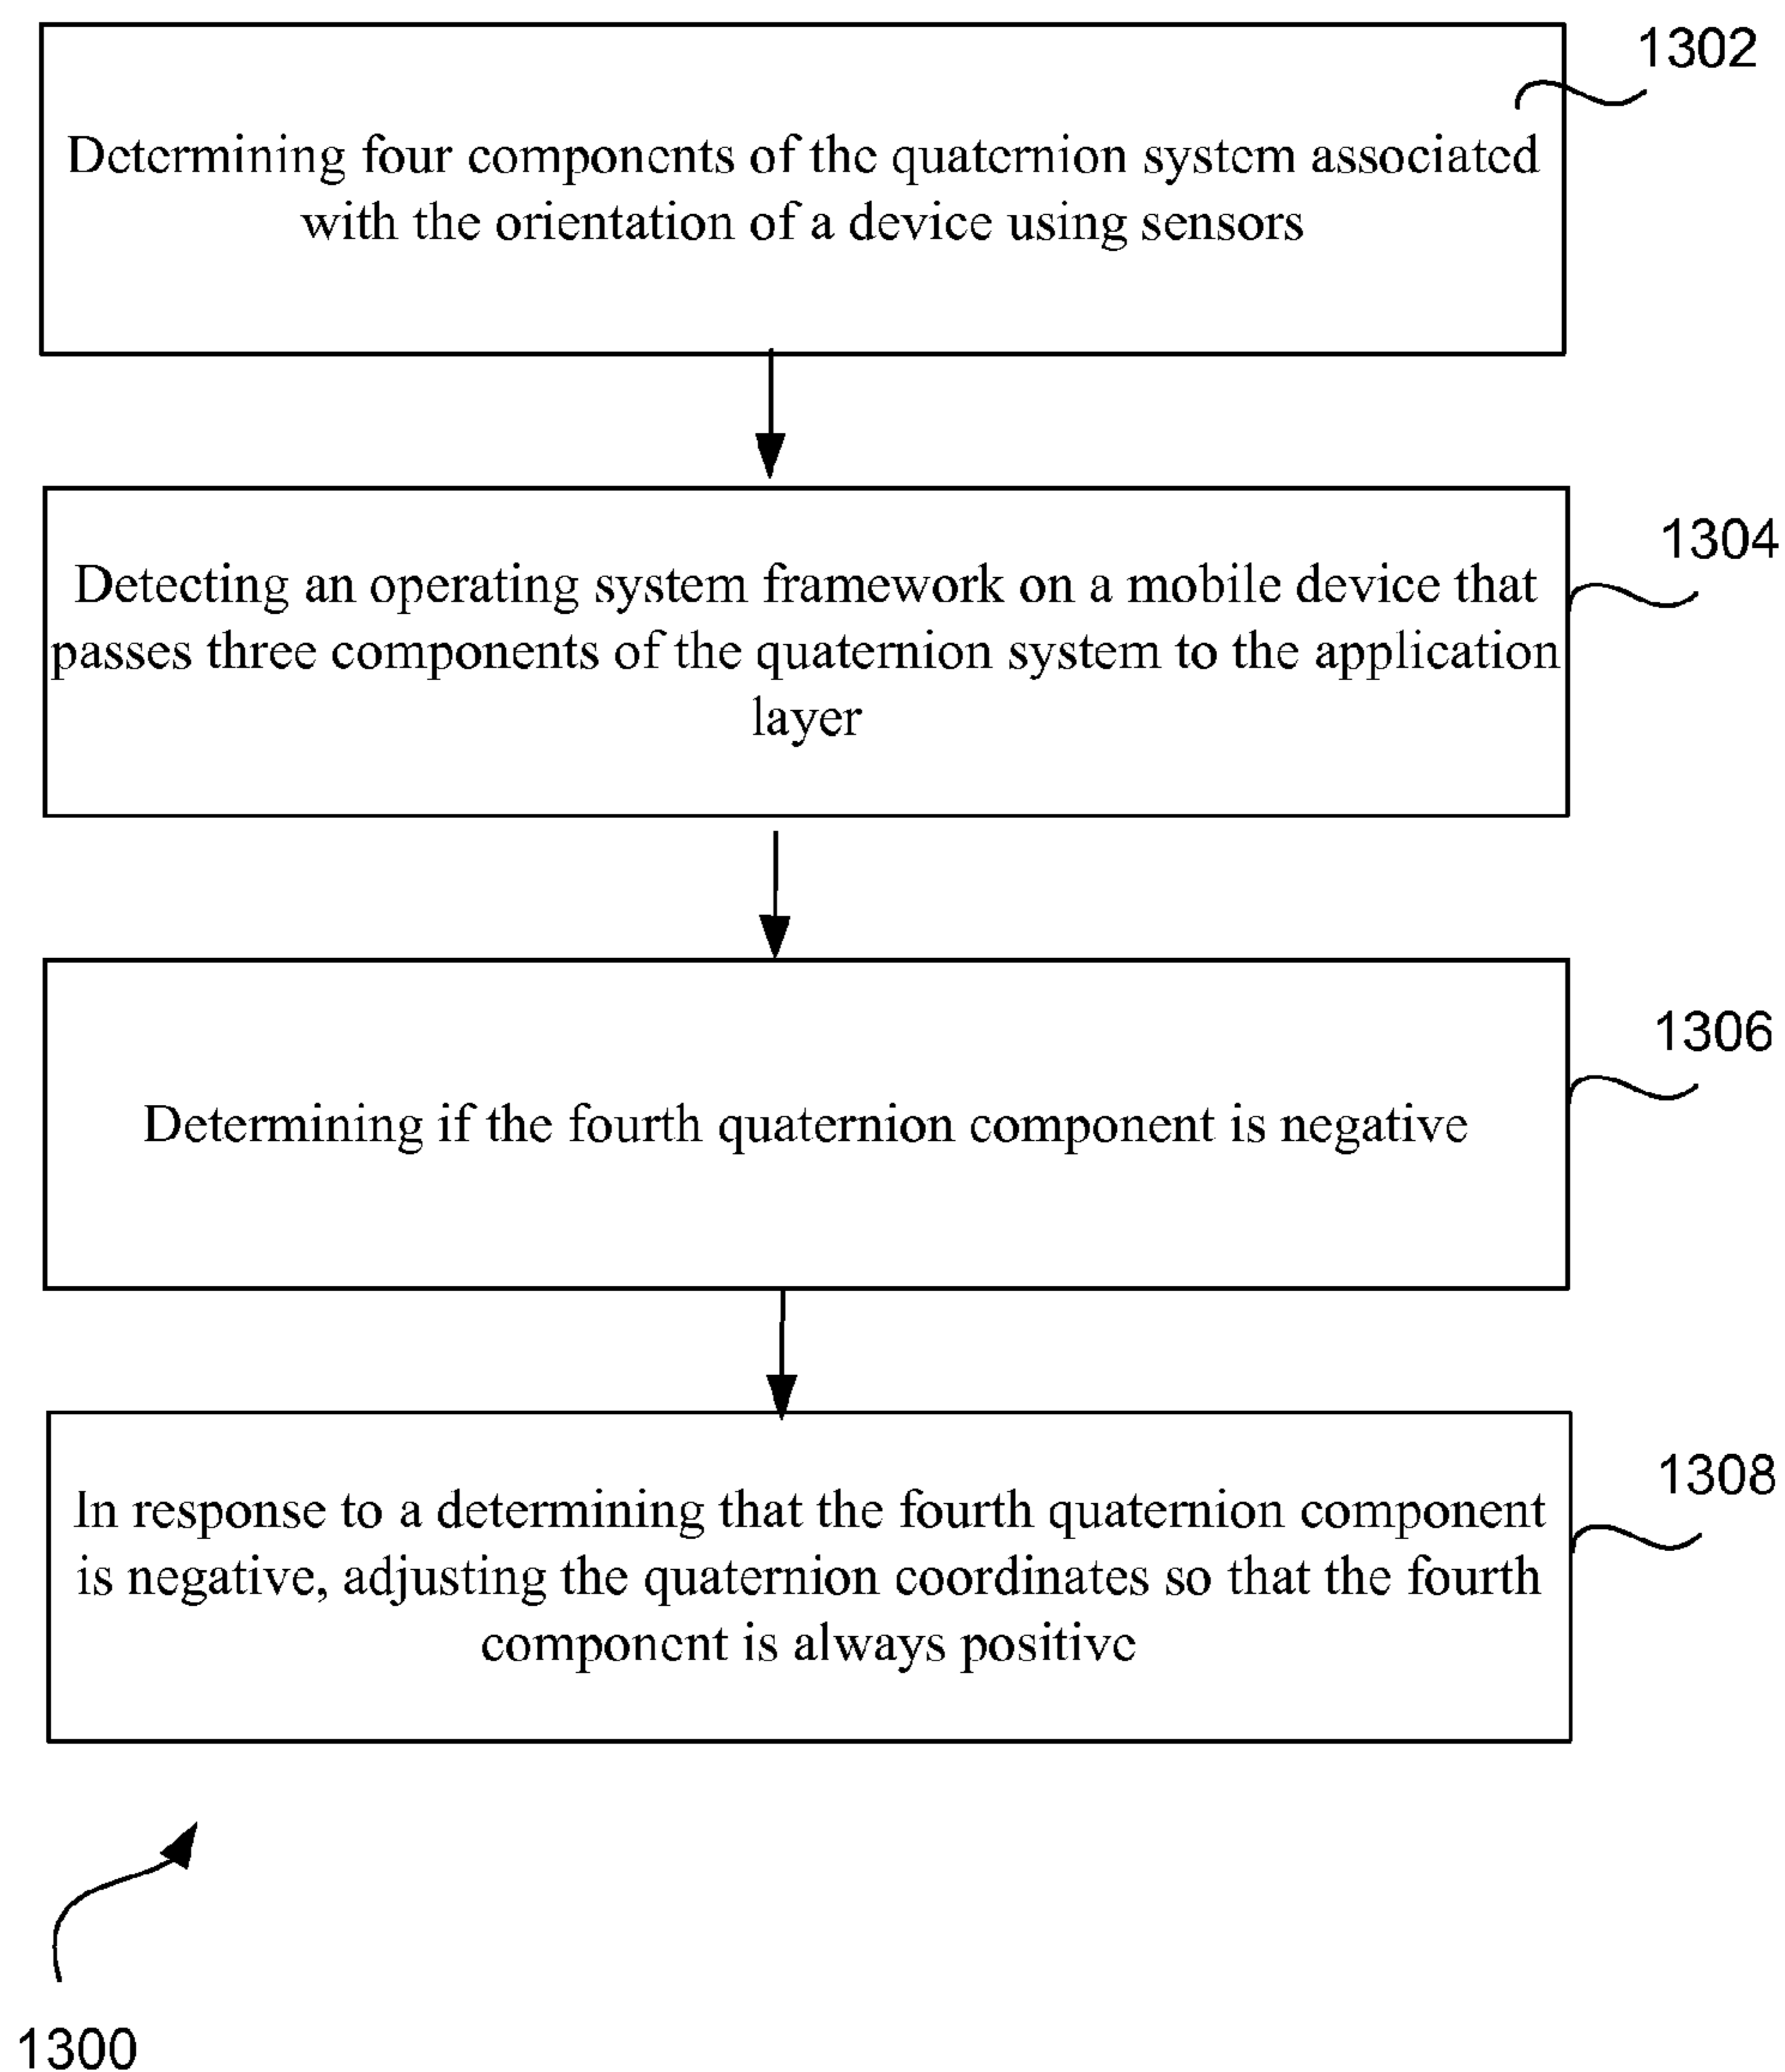 1302
Determining four components of the quaternion system associated
with the orientation of a device using sensors
1304
Detecting an operating system framework on a mobile device that
passes three components of the quaternion system to the application
layer
1306
Determining if the fourth quaternion component is negative
1308
In response to a determining that the fourth quaternion component
is negative, adjusting the quaternion coordinates so that the fourth
component is always positive
1300